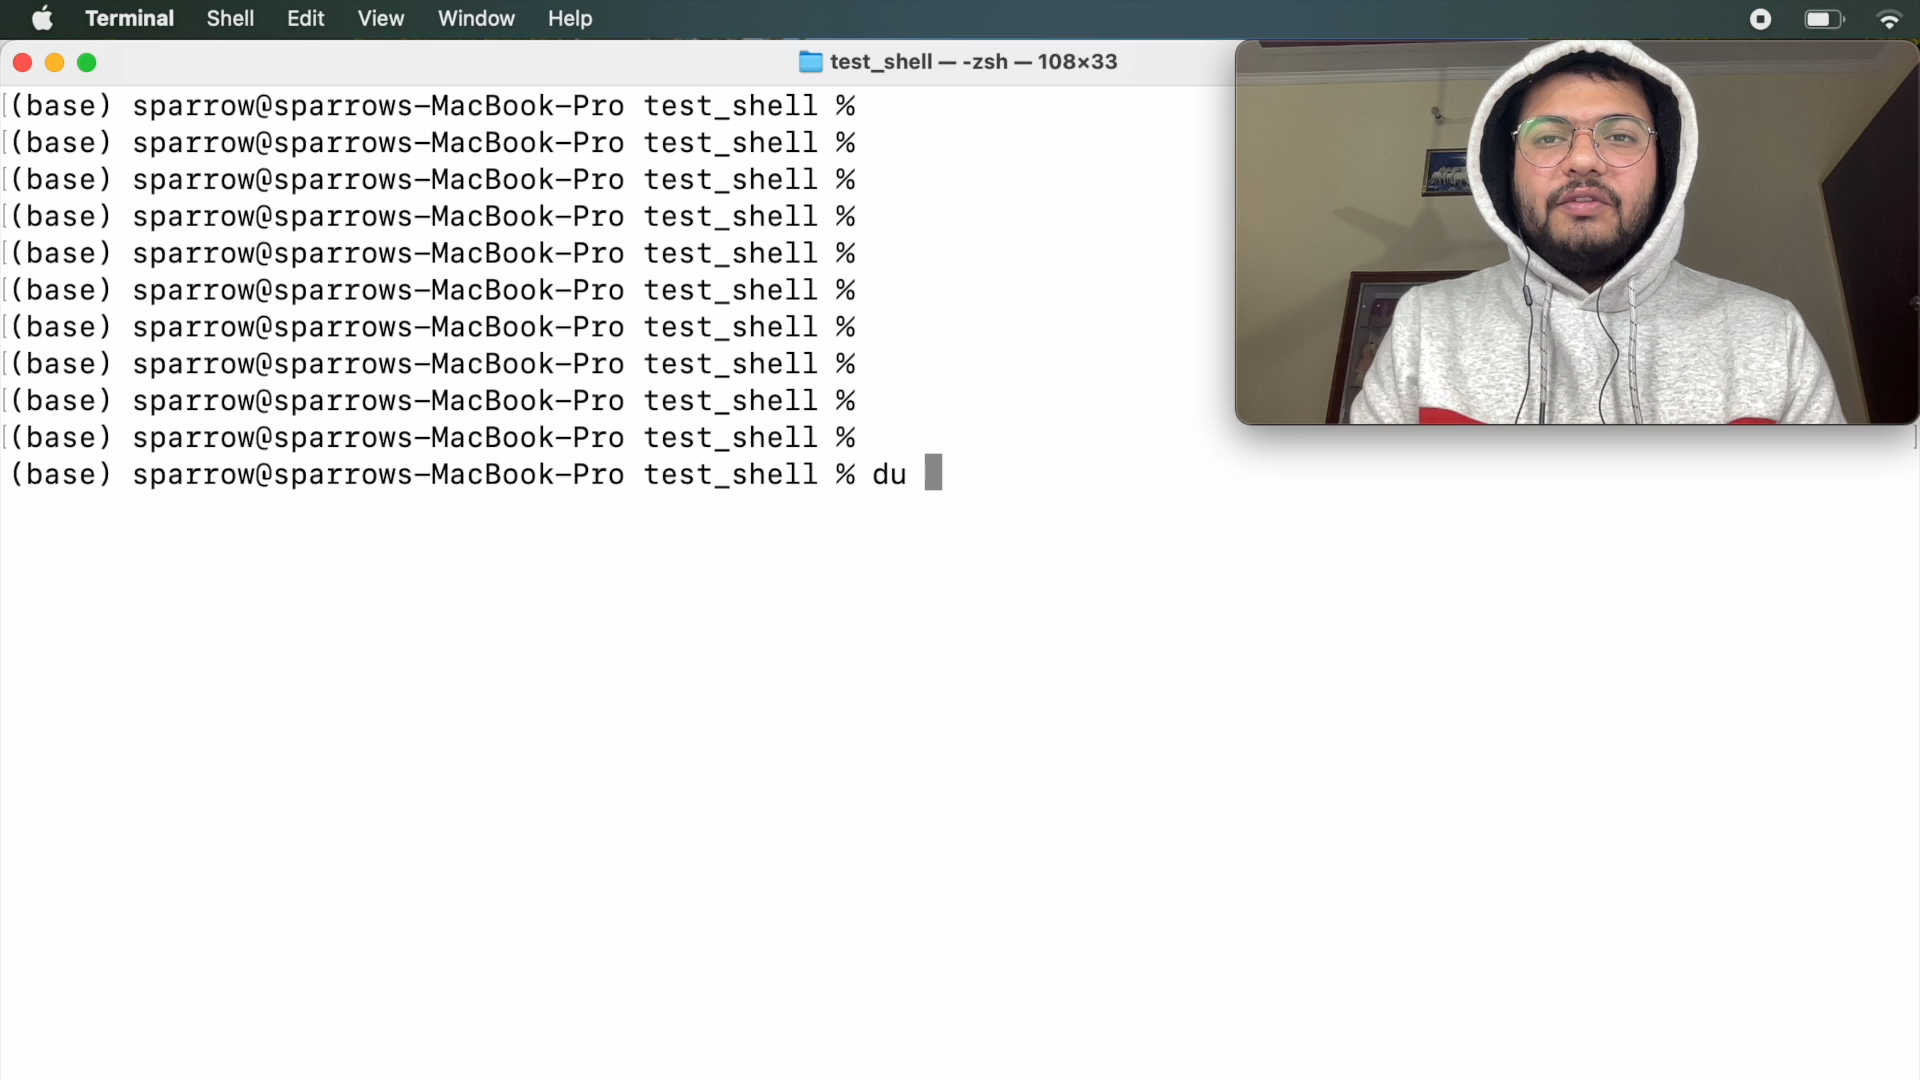 Terminal Shell Edit View Window Help
test_shell — -zsh — 108×33
(base) sparrow@sparrows-MacBook-Pro test_shell %
(base) sparrow@sparrows-MacBook-Pro test_shell %
(base) sparrow@sparrows-MacBook-Pro test_shell %
(base) sparrow@sparrows-MacBook-Pro test_shell %
(base) sparrow@sparrows-MacBook-Pro test_shell %
(base) sparrow@sparrows-MacBook-Pro test_shell %
(base) sparrow@sparrows-MacBook-Pro test_shell %
(base) sparrow@sparrows-MacBook-Pro test_shell %
(base) sparrow@sparrows-MacBook-Pro test_shell %
(base) sparrow@sparrows-MacBook-Pro test_shell %
(base) sparrow@sparrows-MacBook-Pro test_shell % du